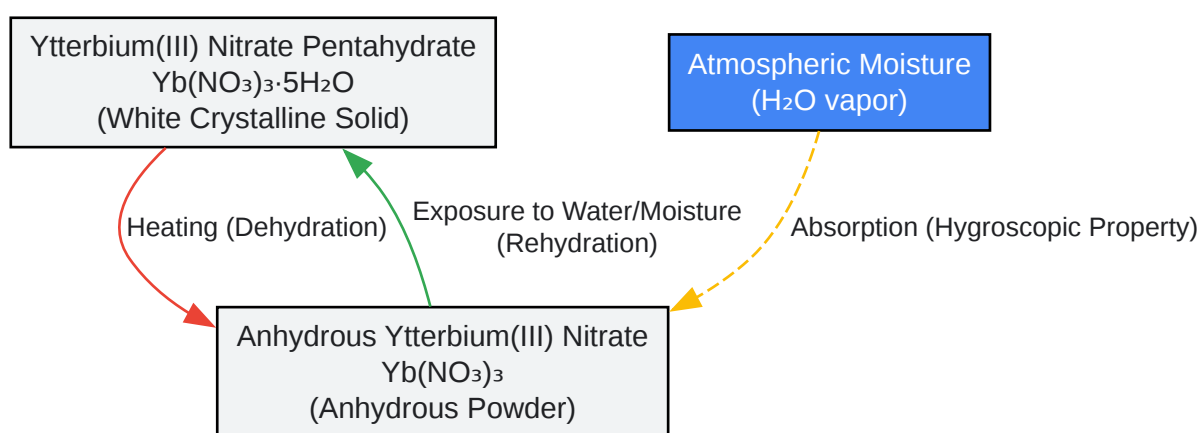 Ytterbium(III) Nitrate Pentahydrate
Yb(NO₃)₃·5H₂O
(White Crystalline Solid)
Atmospheric Moisture
(H₂O vapor)
Heating (Dehydration)
Exposure to Water/Moisture
(Rehydration)
Absorption (Hygroscopic Property)
Anhydrous Ytterbium(III) Nitrate
Yb(NO₃)₃
(Anhydrous Powder)